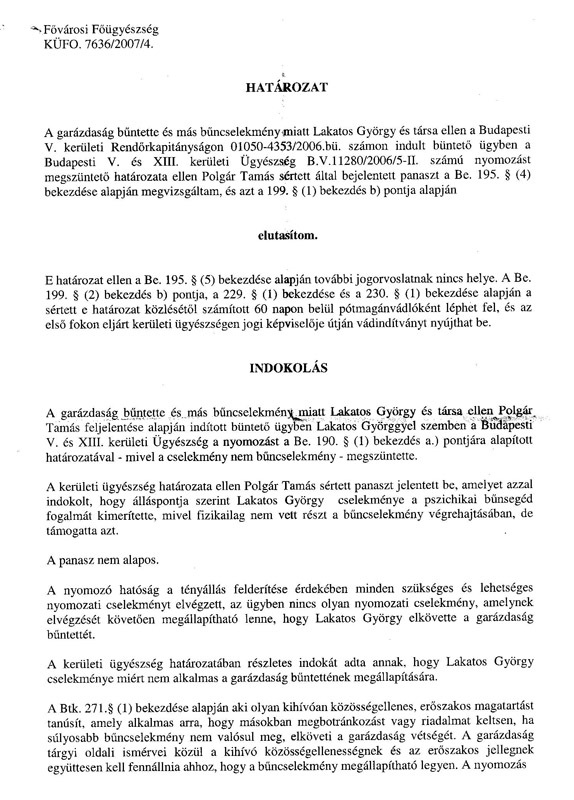 Fővárosi Főügyészség
KÜFO. 7636/2007/4.
HATÁROZAT
A garázdaság bűntette és más bűncselekmény miatt Lakatos György és társa ellen a Budapesti
V. kerületi Rendőrkapitányságon 01050-4353/2006.bü. számon indult büntető ügyben a
Budapesti V. és XIII. kerületi Ügyészség B.V.11280/2006/5-II. számú nyomozást
megszüntető határozata ellen Polgár Tamás sértett által bejelentett panaszt a Be. 195. § (4)
bekezdése alapján megvizsgáltam, és azt a 199. § (1) bekezdés b) pontja alapján
elutasítom.
E határozat ellen a Be. 195. § (5) bekezdése alapján további jogorvoslatnak nincs helye. A Be.
199. § (2) bekezdés b) pontja, a 229. § (1) bekezdése és a 230. § (1) bekezdése alapján a
sértett e határozat közlésétől számított 60 napon belül pótmagánvádlóként léphet fel, és az
első fokon eljárt kerületi ügyészségen jogi képviselője útján vádindítványt nyújthat be.
INDOKOLÁS
A garázdaság bűntette és más bűncselekmény miatt Lakatos György és társa ellen Polgár
Tamás feljelentése alapján indított büntető ügyben Lakatos Györggyel szemben a Budapesti
V. és XIII. kerületi Ügyészség a nyomozást a Be. 190. § (1) bekezdés a.) pontjára alapított
határozatával - mivel a cselekmény nem bűncselekmény - megszüntette.
A kerületi ügyészség határozata ellen Polgár Tamás sértett panaszt jelentett be, amelyet azzal
indokolt, hogy álláspontja szerint Lakatos György cselekménye a pszichikai bűnsegéd
fogalmát kimerítette, mivel fizikailag nem vett részt a bűncselekmény végrehajtásában, de
támogatta azt.
A panasz nem alapos.
A nyomozó hatóság a tényállás felderítése érdekében minden szükséges és lehetséges
nyomozati cselekményt elvégzett, az ügyben nincs olyan nyomozati cselekmény, amelynek
elvégzését követően megállapítható lenne, hogy Lakatos György elkövette a garázdaság
bűntettét.
A kerületi ügyészség határozatában részletes indokát adta annak, hogy Lakatos György
cselekménye miért nem alkalmas a garázdaság bűntettének megállapítására.
A Btk. 271.§ (1) bekezdése alapján aki olyan kihívóan közösségellenes, erőszakos magatartást
tanúsít, amely alkalmas arra, hogy másokban megbotránkozást vagy riadalmat keltsen, ha
súlyosabb bűncselekmény nem valósul meg, elköveti a garázdaság vétségét. A garázdaság
tárgyi oldali ismérvei közül a kihívó közösségellenességnek és az erőszakos jellegnek
együttesen kell fennállnia ahhoz, hogy a bűncselekmény megállapítható legyen. A nyomozás